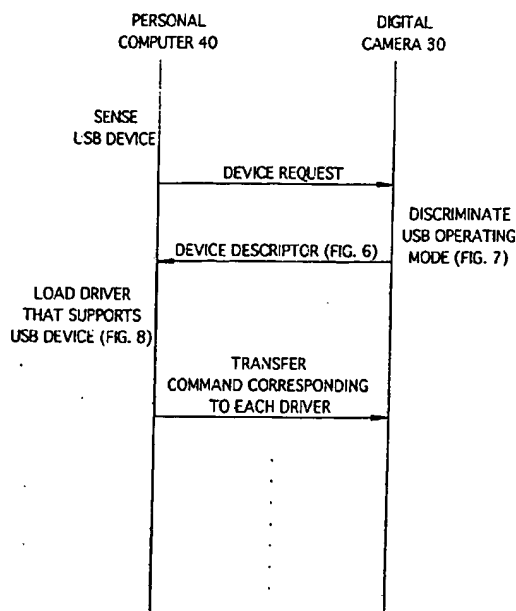 PERSONAL
COMPUTER 40
DIGITAL
CAMERA 30
SENSE
USB DEVICE
DEVICE REQUEST
DISCRIMINATE
USB OPERATING
MODE (FIG. 7)
DEVICE DESCRIPTOR (FIG. 6)
LOAD DRIVER
THAT SUPPORTS
USB DEVICE (FIG. 8)
TRANSFER
COMMAND CORRESPONDING
TO EACH DRIVER